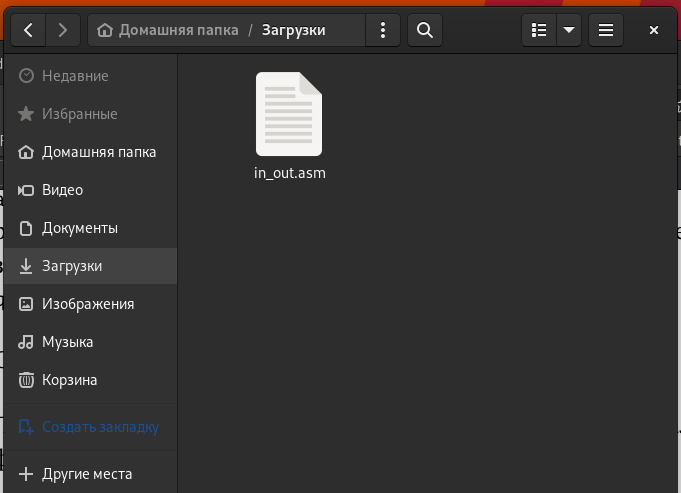 Домашняя папка / Загрузки
Недавние
Избранные
Домашняя папка
Видео
Документы
Загрузки
Изображения
Музыка
Корзина
Создать закладку
Другие места
in_out.asm